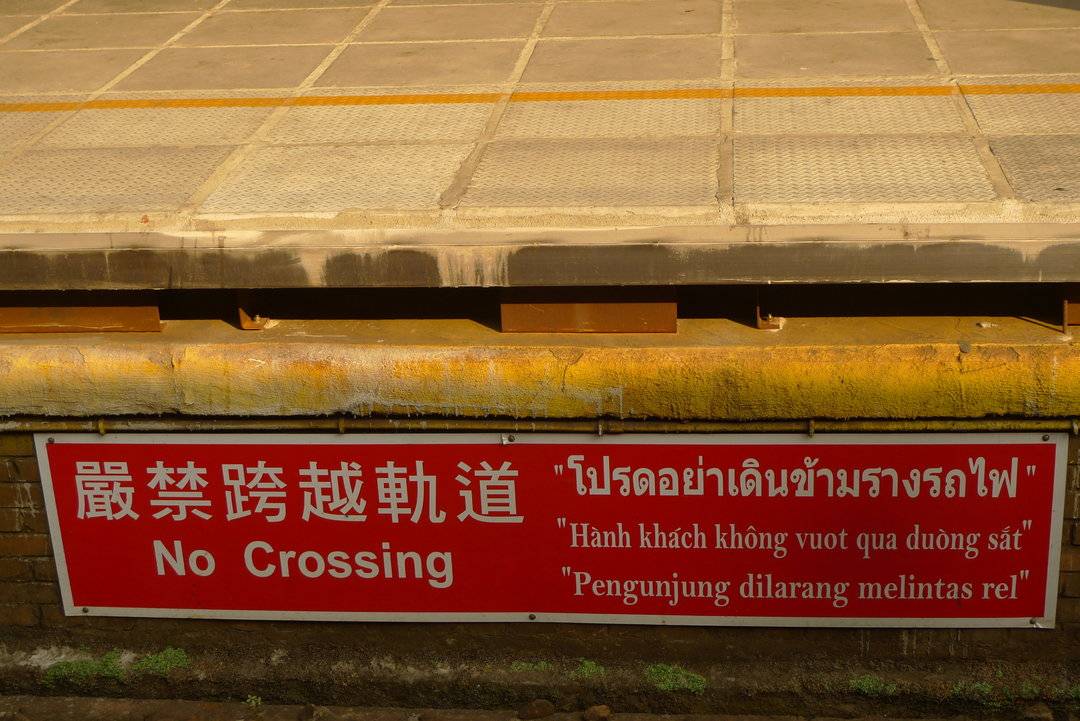 嚴禁跨越軌道
No Crossing
"โปรดอย่าเดินข้ามรางรถไฟ"
"Hành khách không vuot qua duòng sắt"
"Pengunjung dilarang melintas rel"